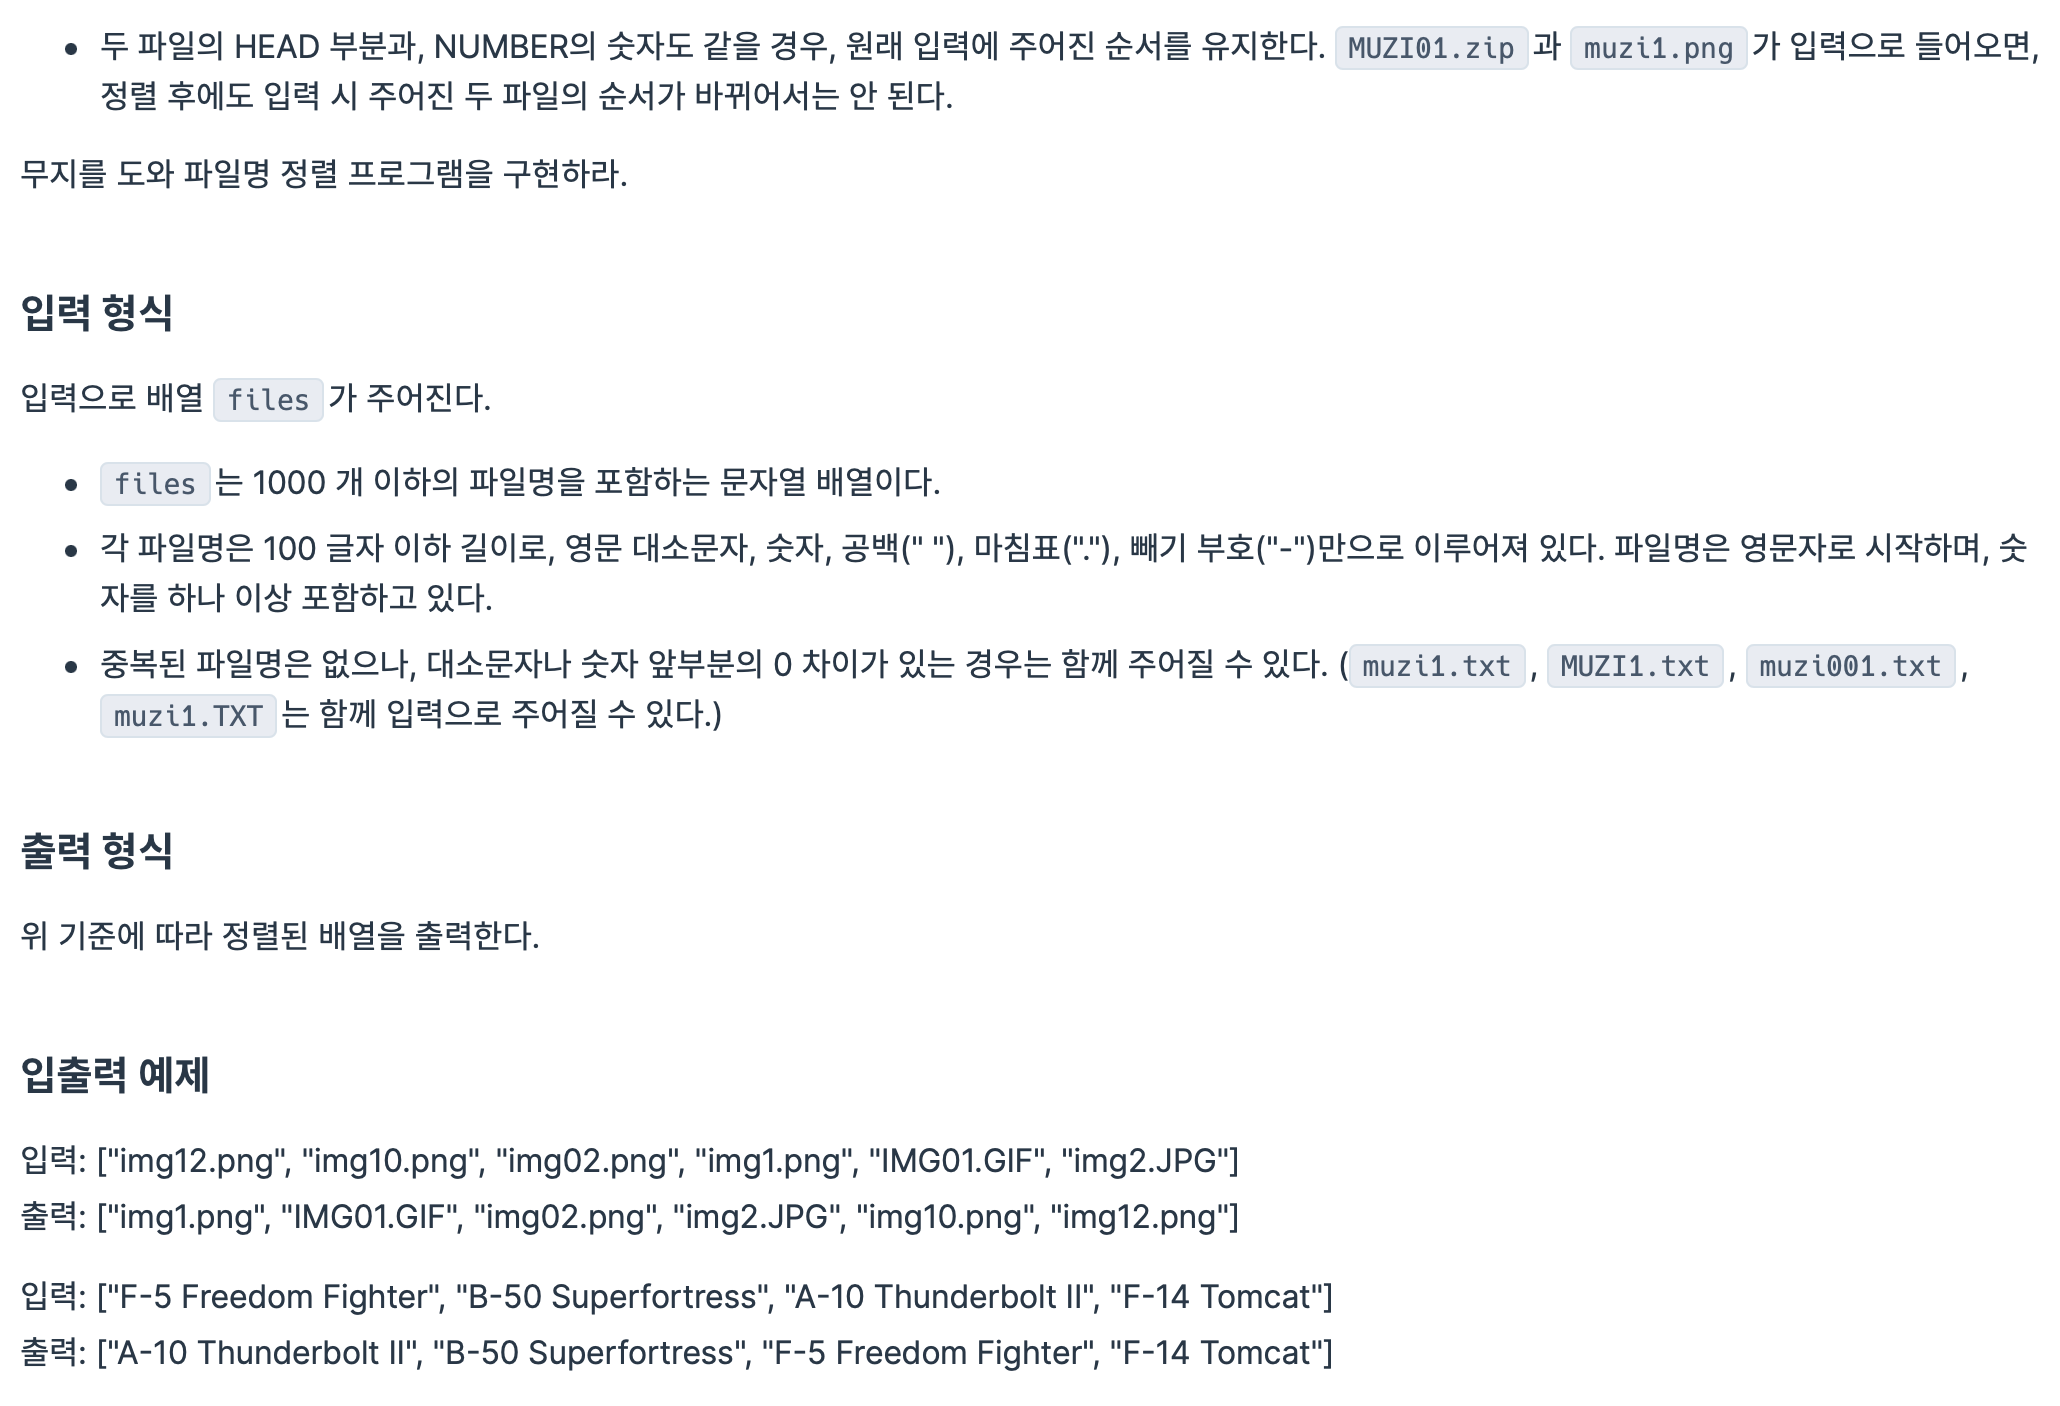 • 두 파일의 HEAD 부분과, NUMBER의 숫자도 같을 경우, 원래 입력에 주어진 순서를 유지한다. MUZI01.zip 과 muzi1.png 가 입력으로 들어오면,
정렬 후에도 입력 시 주어진 두 파일의 순서가 바뀌어서는 안 된다.
무지를 도와 파일명 정렬 프로그램을 구현하라.
입력 형식
입력으로 배열 files 가 주어진다.
• files 는 1000 개 이하의 파일명을 포함하는 문자열 배열이다.
• 각 파일명은 100 글자 이하 길이로, 영문 대소문자, 숫자, 공백(" "), 마침표("."), 빼기 부호("-")만으로 이루어져 있다. 파일명은 영문자로 시작하며, 숫
자를 하나 이상 포함하고 있다.
• 중복된 파일명은 없으나, 대소문자나 숫자 앞부분의 0 차이가 있는 경우는 함께 주어질 수 있다. (muzi1.txt, MUZI1.txt, muzi001.txt,
muzi1.TXT 는 함께 입력으로 주어질 수 있다.)
출력 형식
위 기준에 따라 정렬된 배열을 출력한다.
입출력 예제
입력: ["img12.png", "img10.png", "img02.png", "img1.png", "IMG01.GIF", "img2.JPG"]
출력: ["img1.png", "IMG01.GIF", "img02.png", "img2.JPG", "img10.png", "img12.png"]
입력: ["F-5 Freedom Fighter", "B-50 Superfortress", "A-10 Thunderbolt II", "F-14 Tomcat"]
출력: ["A-10 Thunderbolt II", "B-50 Superfortress", "F-5 Freedom Fighter", "F-14 Tomcat"]